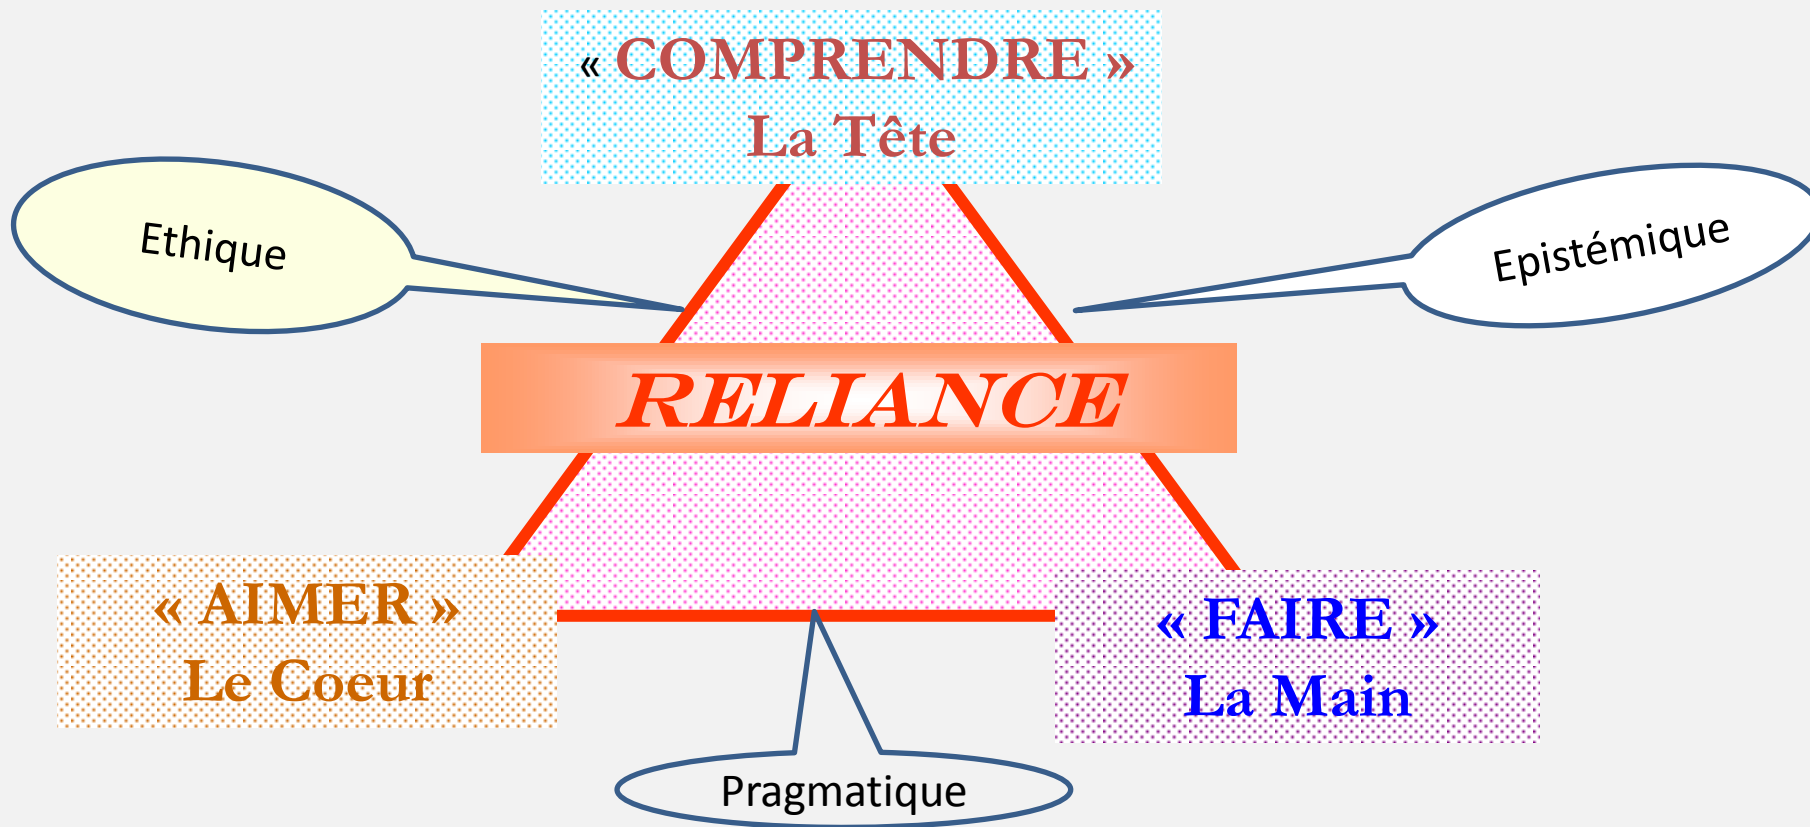 « COMPRENDRE »
La Tête
Ethique
Epistémique
RELIANCE
« AIMER »
Le Coeur
« FAIRE »
La Main
Pragmatique